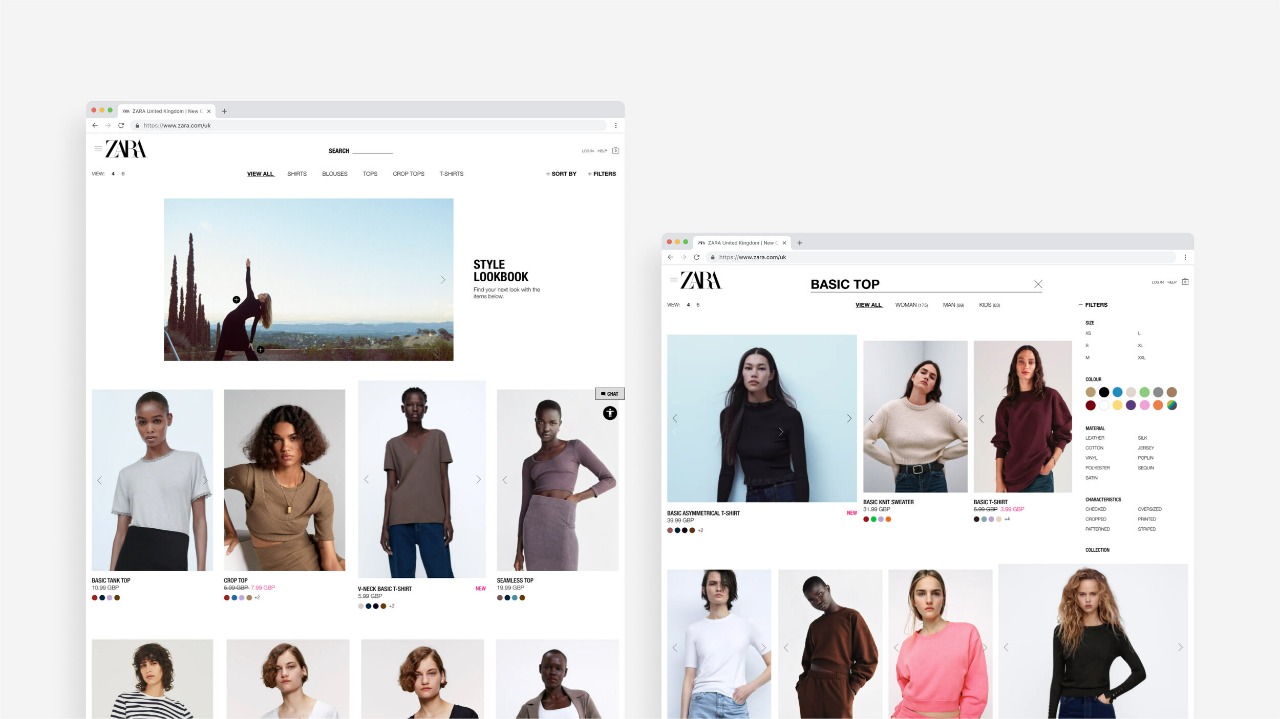 ZARA United Kingdom | New C
https://www.zara.com/uk
ZARA
SEARCH
LOG IN HELP
VIEW: 4 6
VIEW ALL SHIRTS BLOUSES TOPS CROP TOPS T-SHIRTS
+ SORT BY + FILTERS
STYLE
LOOKBOOK
Find your next look with the
items below.
CHAT
BASIC TANK TOP
10.99 GBP
CROP TOP
7.99 GBP
+2
V-NECK BASIC T-SHIRT NEW
5.99 GBP
+2
SEAMLESS TOP
19.99 GBP
ZARA United Kingdom | New C
https://www.zara.com/uk
ZARA
BASIC TOP
LOG IN HELP
VIEW: 4 6
VIEW ALL WOMAN (175) MAN KIDS
– FILTERS
SIZE
XS L
S XL
M XXL
COLOUR
MATERIAL
LEATHER SILK
COTTON JERSEY
VINYL POPLIN
POLYESTER SEQUIN
SATIN
CHARACTERISTICS
CHECKED OVERSIZED
CROPPED PRINTED
PATTERNED STRIPED
COLLECTION
BASIC ASYMMETRICAL T-SHIRT NEW
39.99 GBP
+2
BASIC KNIT SWEATER
31.99 GBP
BASIC T-SHIRT
5.99 GBP 3.99 GBP
+4